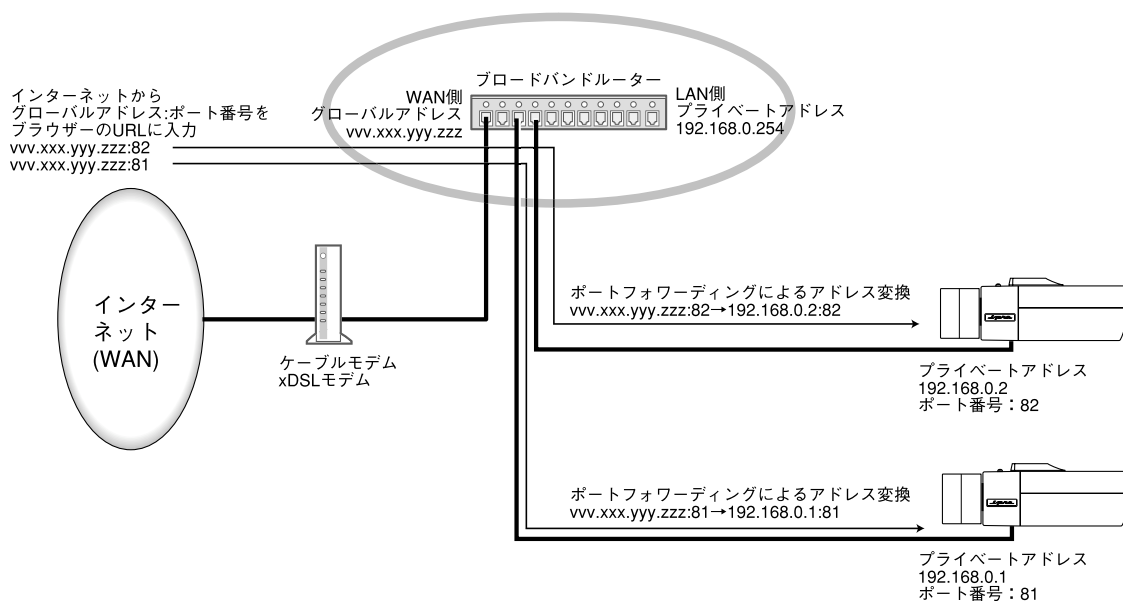 ブロードバンドルーター
インターネットから
グローバルアドレス:ポート番号を
ブラウザーのURLに入力
vvv.xxx.yyy.zzz:82
vvv.xxx.yyy.zzz:81
WAN側
グローバルアドレス
vvv.xxx.yyy.zzz
LAN側
プライベートアドレス
192.168.0.254
インター
ネット
(WAN)
ケーブルモデム
xDSLモデム
ポートフォワーディングによるアドレス変換
vvv.xxx.yyy.zzz:82→192.168.0.2:82
プライベートアドレス
192.168.0.2
ポート番号：82
ポートフォワーディングによるアドレス変換
vvv.xxx.yyy.zzz:81→192.168.0.1:81
プライベートアドレス
192.168.0.1
ポート番号：81